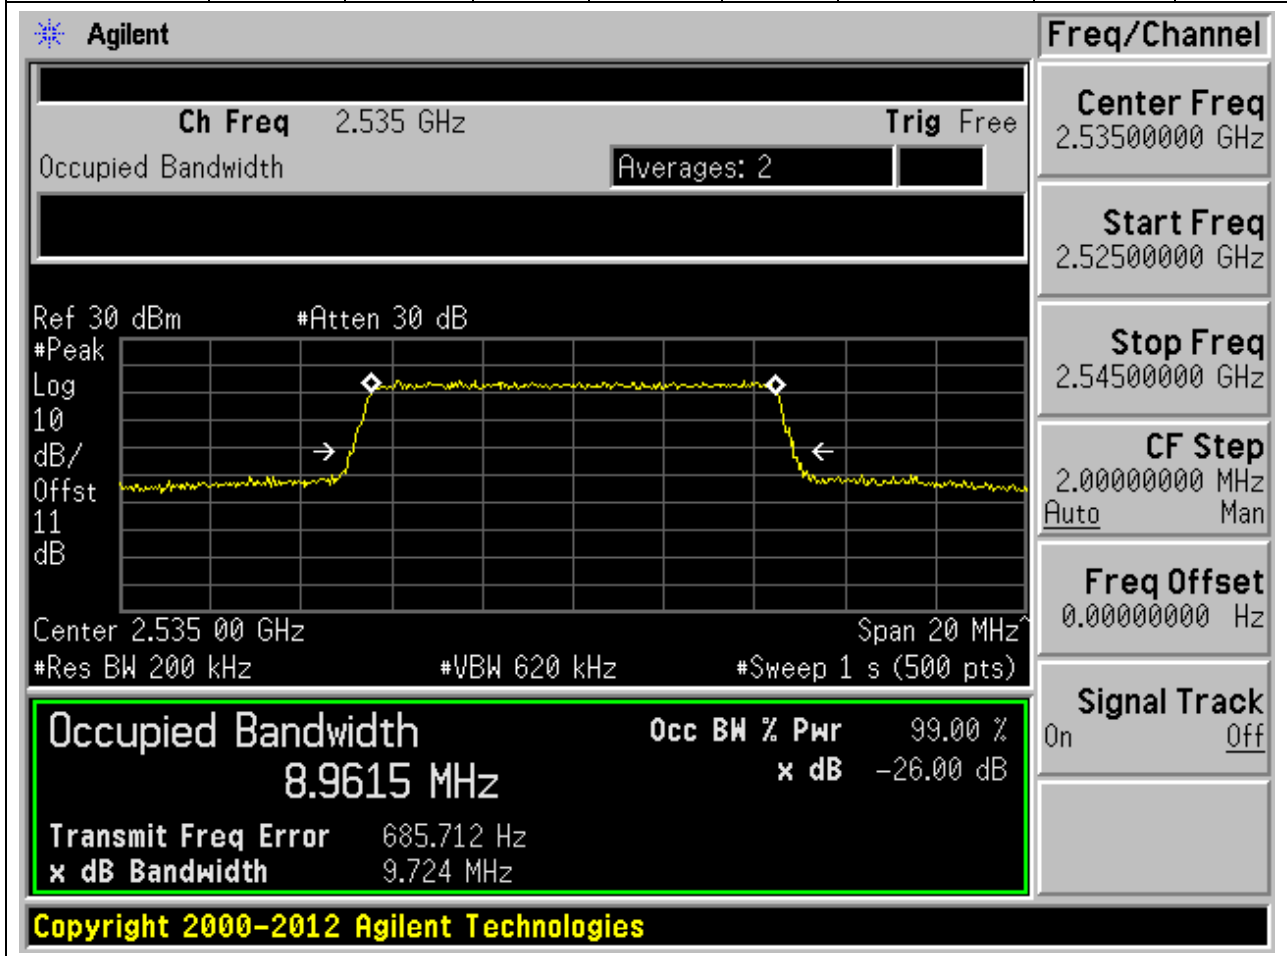 Agilent
Freq/Channel
Ch Freq 2.535 GHz Trig Free
Occupied Bandwidth Averages: 2
Center Freq
2.53500000 GHz
Start Freq
2.52500000 GHz
Stop Freq
2.54500000 GHz
CF Step
2.00000000 MHz
Auto Man
Freq Offset
0.00000000 Hz
Signal Track
On Off
Ref 30 dBm #Atten 30 dB
#Peak
Log
10
dB/
Offst
11
dB
Center 2.535 00 GHz Span 20 MHz^
#Res BW 200 kHz #VBW 620 kHz #Sweep 1 s (500 pts)
Occupied Bandwidth Occ BW % Pwr 99.00 %
8.9615 MHz x dB -26.00 dB
Transmit Freq Error 685.712 Hz
x dB Bandwidth 9.724 MHz
Copyright 2000-2012 Agilent Technologies